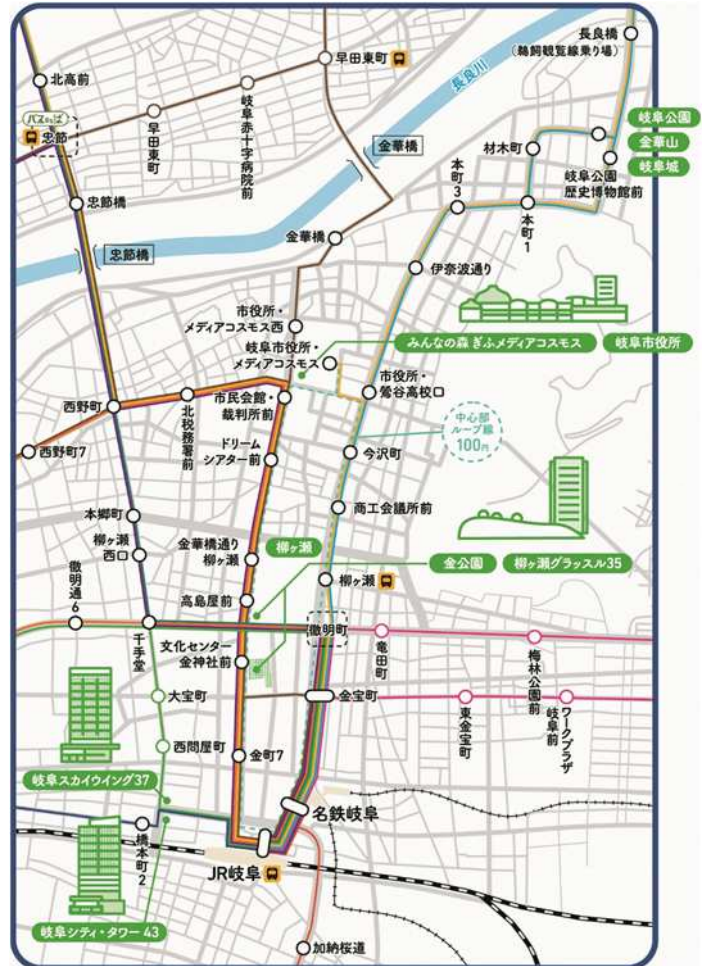 長良橋
(鵜飼観覧線乗り場)
早田東町
北高前
長良川
岐阜公園
金華山
岐阜城
忠節
早田東町
岐阜赤十字病院前
金華橋
材木町
岐阜公園
歴史博物館前
本町3
本町1
忠節橋
忠節橋
金華橋
伊奈波通り
市役所・
メディアコスモス西
岐阜市役所・
メディアコスモス
みんなの森 ぎふメディアコスモス
岐阜市役所
市役所・
鶯谷高校口
西野町
北税務署前
市民会館・
裁判所前
中心部
ループ線
100円
西野町7
ドリーム
シアター前
今沢町
本郷町
商工会議所前
柳ヶ瀬
西口
金華橋通り
柳ヶ瀬
柳ヶ瀬
金公園
柳ヶ瀬グラッスル35
徹明通6
高島屋前
柳ヶ瀬
千手堂
文化センター
金神社前
徹明町
竜田町
梅林公園前
大宝町
金宝町
東金宝町
ワークプラザ
岐阜前
西問屋町
金町7
岐阜スカイウイング37
名鉄岐阜
橋本町2
JR岐阜
岐阜シティ・タワー43
加納桜道